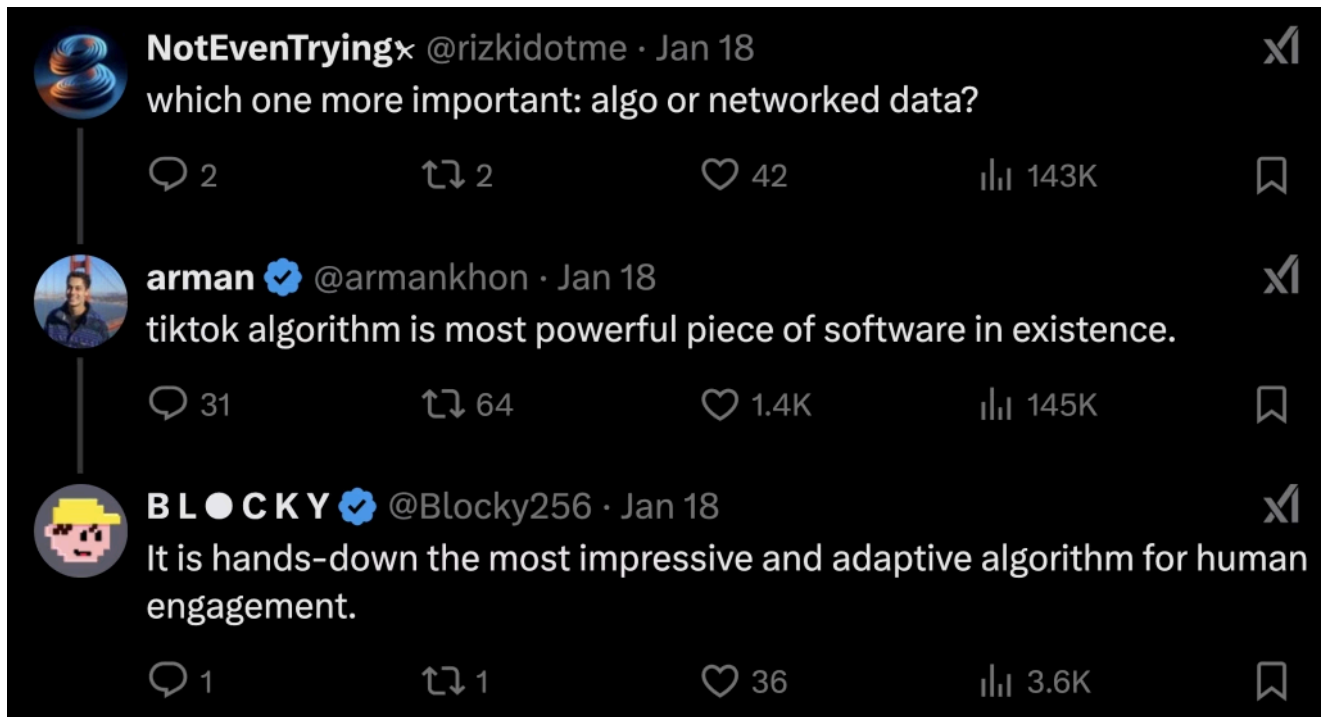 NotEvenTrying @rizkidotme · Jan 18
which one more important: algo or networked data?
2 2 42 143K
arman @armankhon · Jan 18
tiktok algorithm is most powerful piece of software in existence.
31 64 1.4K 145K
B L ● C K Y @Blocky256 · Jan 18
It is hands-down the most impressive and adaptive algorithm for human
engagement.
1 1 36 3.6K